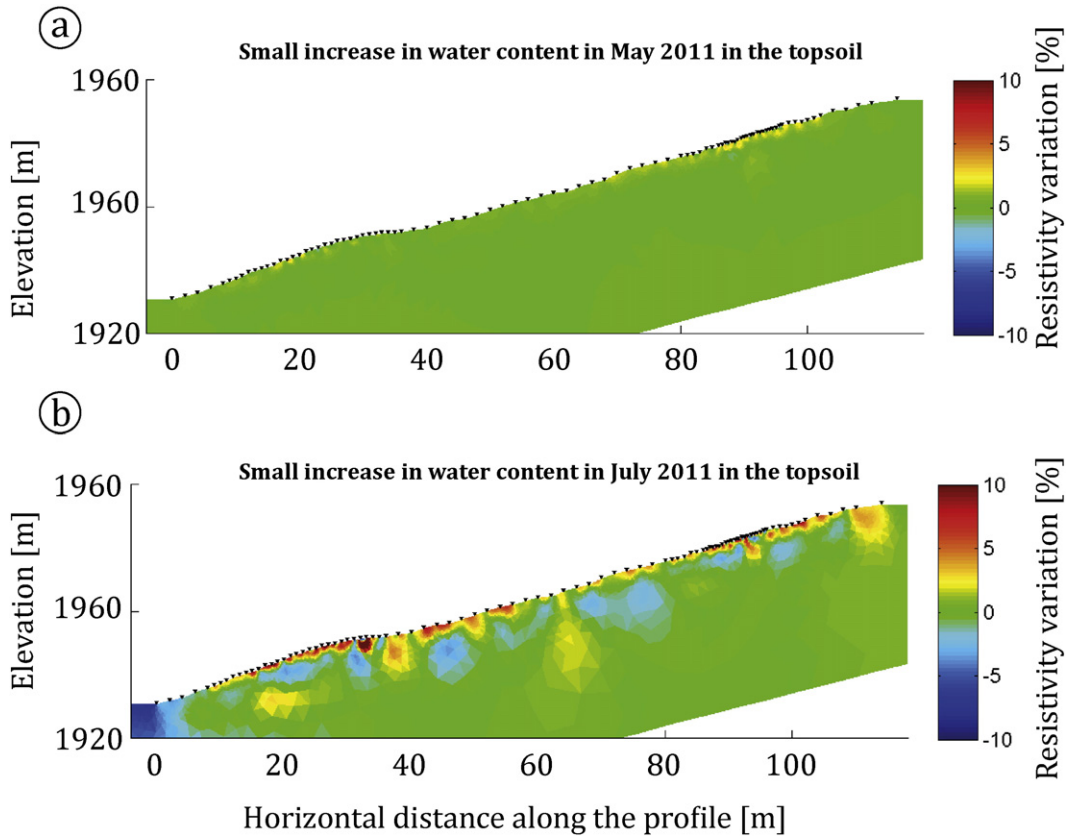 a
Small increase in water content in May 2011 in the topsoil
1960
1960
1920
Elevation [m]
0 20 40 60 80 100
10
5
0
-5
-10
Resistivity variation [%]
b
Small increase in water content in July 2011 in the topsoil
1960
1960
1920
Elevation [m]
0 20 40 60 80 100
10
5
0
-5
-10
Resistivity variation [%]
Horizontal distance along the profile [m]